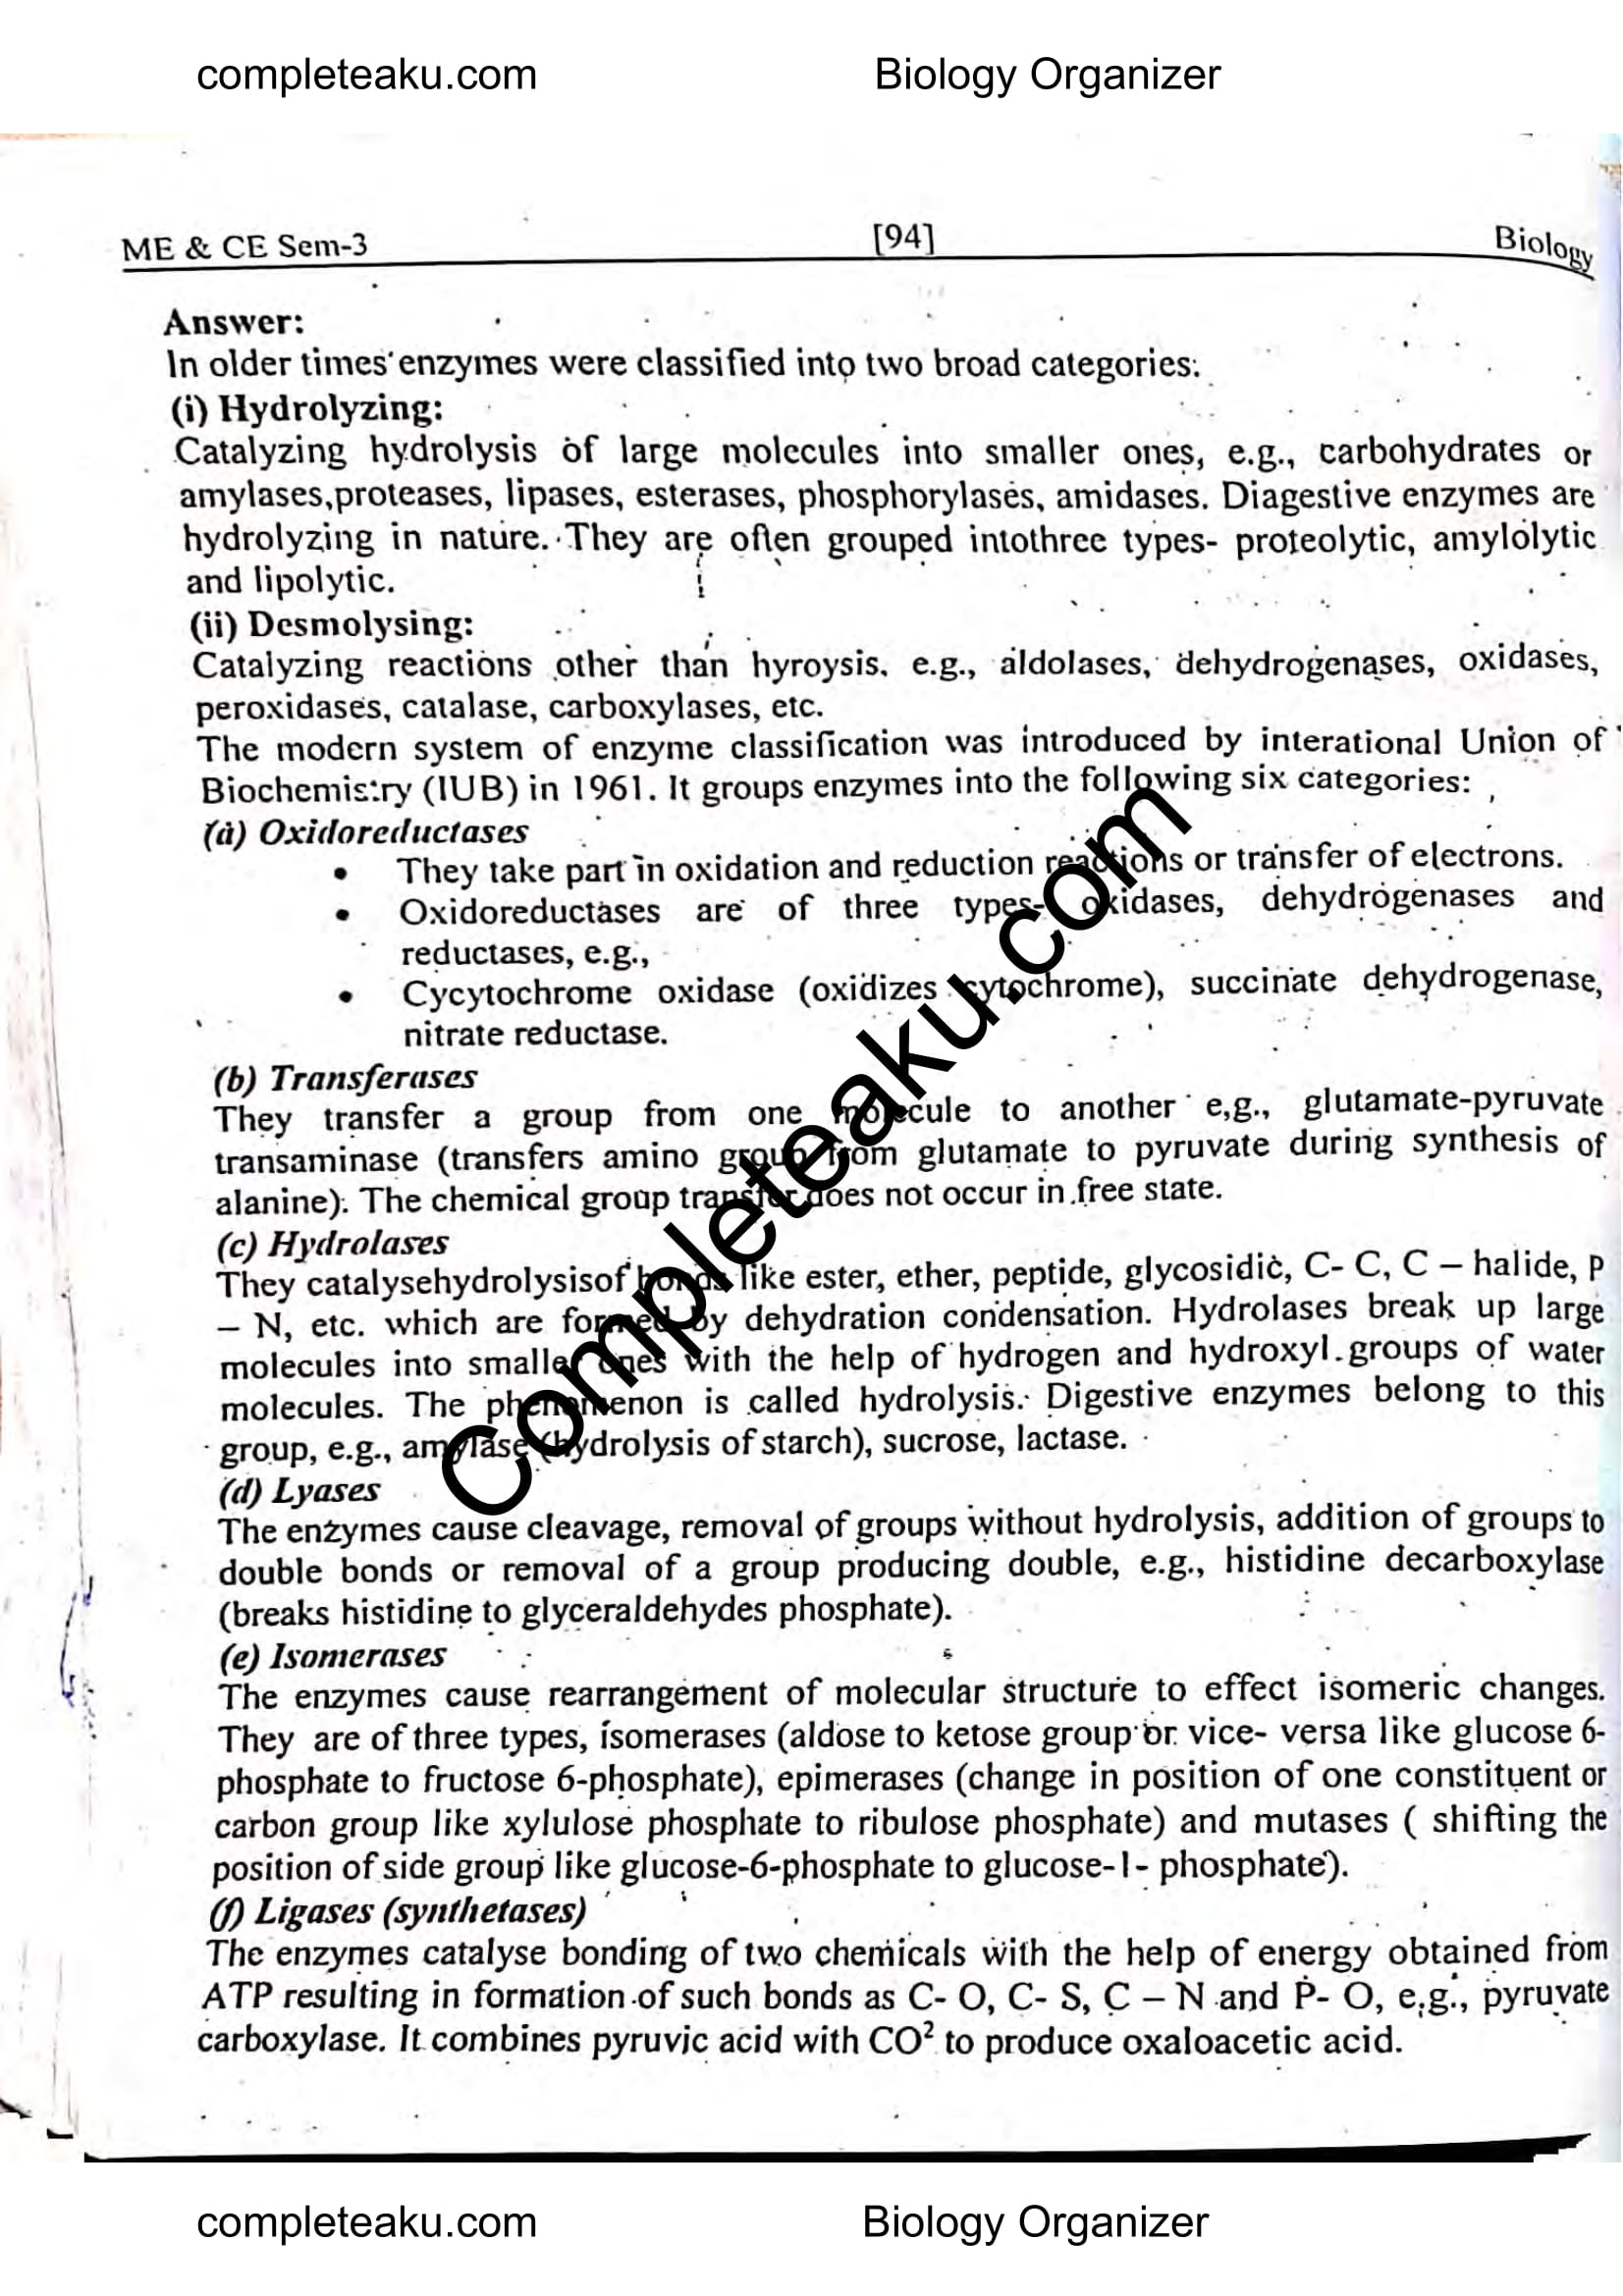 completeaku.com Biology Organizer
ME & CE Sem-3 [94] Biology
Answer:
In older times enzymes were classified into two broad categories:
(i) Hydrolyzing:
Catalyzing hydrolysis of large molecules into smaller ones, e.g., carbohydrates or
amylases,proteases, lipases, esterases, phosphorylases, amidases. Diagestive enzymes are
hydrolyzing in nature. They are often grouped intothree types- proteolytic, amylolytic
and lipolytic.
(ii) Desmolysing:
Catalyzing reactions other than hyroysis. e.g., aldolases, dehydrogenases, oxidases,
peroxidases, catalase, carboxylases, etc.
The modern system of enzyme classification was introduced by interational Union of
Biochemistry (IUB) in 1961. It groups enzymes into the following six categories:
(a) Oxidoreductases
• They take part in oxidation and reduction reactions or transfer of electrons.
• Oxidoreductases are of three types- oxidases, dehydrogenases and
reductases, e.g.,
• Cycytochrome oxidase (oxidizes cytochrome), succinate dehydrogenase,
nitrate reductase.
(b) Transferases
They transfer a group from one molecule to another e,g., glutamate-pyruvate
transaminase (transfers amino group from glutamate to pyruvate during synthesis of
alanine). The chemical group transfer does not occur in free state.
(c) Hydrolases
They catalysehydrolysisof bonds like ester, ether, peptide, glycosidic, C- C, C – halide, P
– N, etc. which are formed by dehydration condensation. Hydrolases break up large
molecules into smaller ones with the help of hydrogen and hydroxyl groups of water
molecules. The phenomenon is called hydrolysis. Digestive enzymes belong to this
group, e.g., amylase (hydrolysis of starch), sucrose, lactase.
(d) Lyases
The enzymes cause cleavage, removal of groups without hydrolysis, addition of groups to
double bonds or removal of a group producing double, e.g., histidine decarboxylase
(breaks histidine to glyceraldehydes phosphate).
(e) Isomerases
The enzymes cause rearrangement of molecular structure to effect isomeric changes.
They are of three types, isomerases (aldose to ketose group or vice- versa like glucose 6-
phosphate to fructose 6-phosphate), epimerases (change in position of one constituent or
carbon group like xylulose phosphate to ribulose phosphate) and mutases ( shifting the
position of side group like glucose-6-phosphate to glucose-1- phosphate).
(f) Ligases (synthetases)
The enzymes catalyse bonding of two chemicals with the help of energy obtained from
ATP resulting in formation of such bonds as C- O, C- S, C – N and P- O, e.g., pyruvate
carboxylase. It combines pyruvic acid with CO² to produce oxaloacetic acid.
Completeaku.com
completeaku.com Biology Organizer